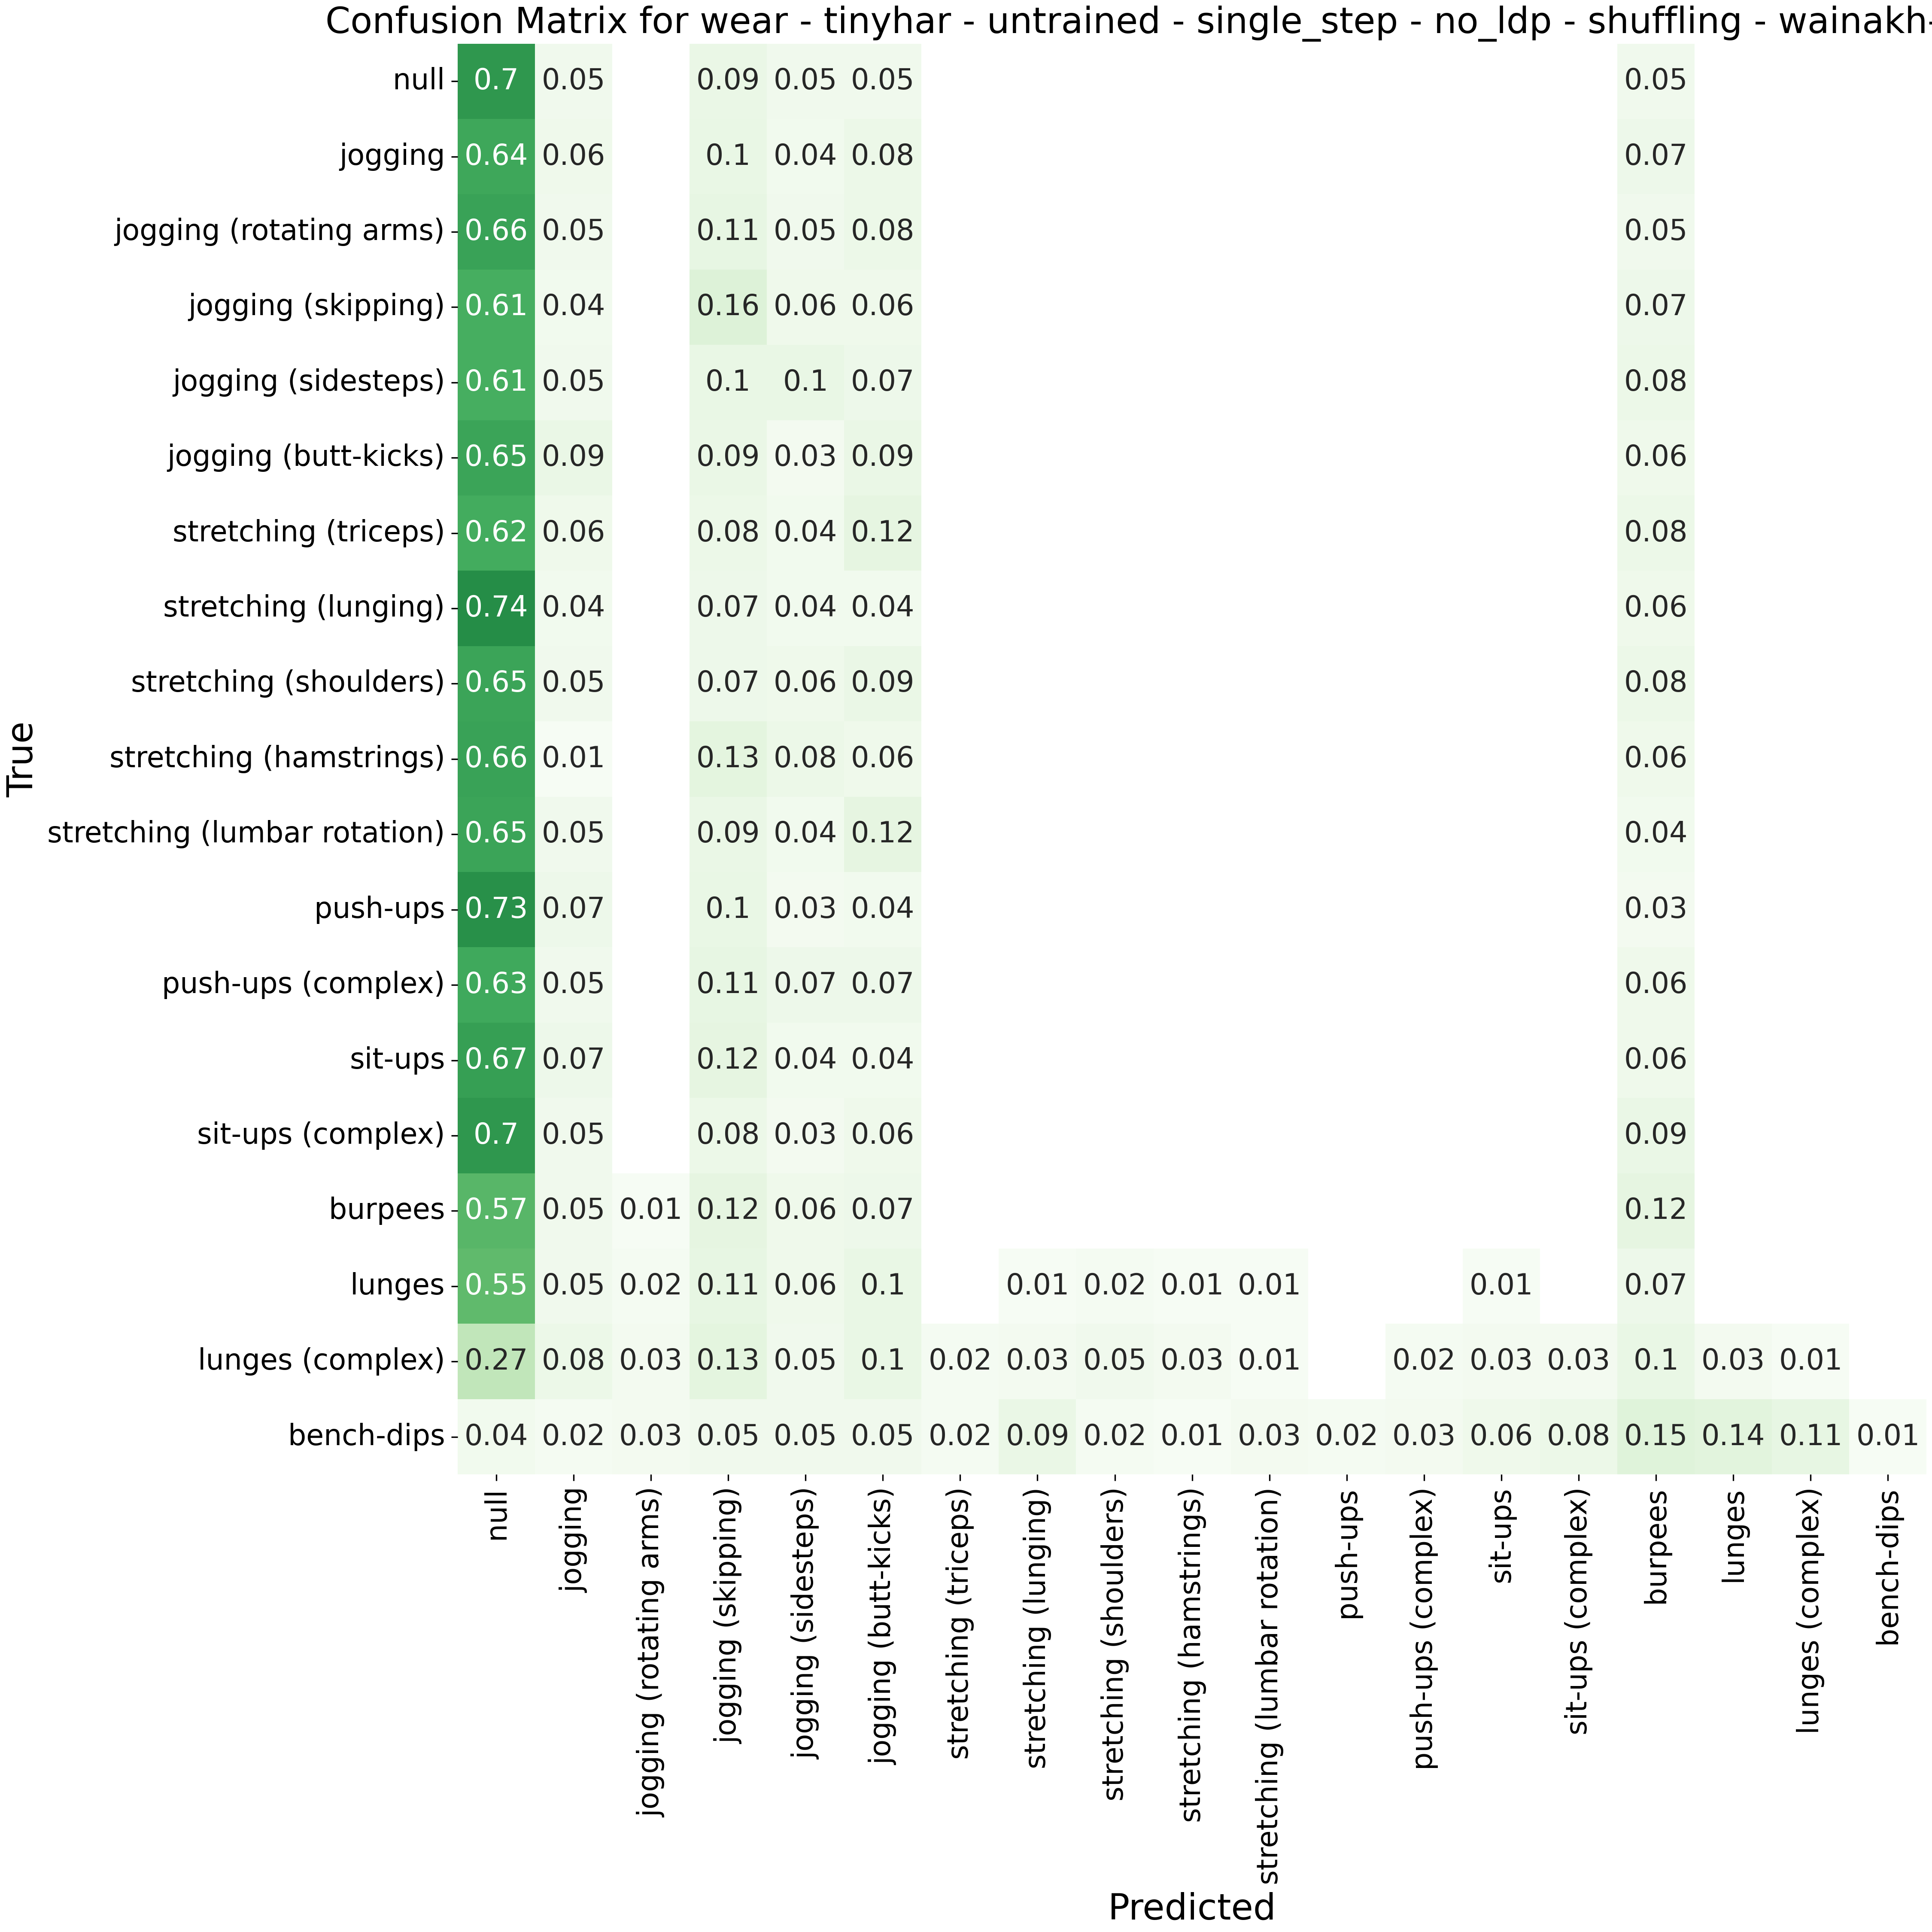 Confusion Matrix for wear - tinyhar - untrained - single_step - no_ldp - shuffling - wainakh-
True
null 0.7 0.05 0.09 0.05 0.05 0.05
jogging 0.64 0.06 0.1 0.04 0.08 0.07
jogging (rotating arms) 0.66 0.05 0.11 0.05 0.08 0.05
jogging (skipping) 0.61 0.04 0.16 0.06 0.06 0.07
jogging (sidesteps) 0.61 0.05 0.1 0.1 0.07 0.08
jogging (butt-kicks) 0.65 0.09 0.09 0.03 0.09 0.06
stretching (triceps) 0.62 0.06 0.08 0.04 0.12 0.08
stretching (lunging) 0.74 0.04 0.07 0.04 0.04 0.06
stretching (shoulders) 0.65 0.05 0.07 0.06 0.09 0.08
stretching (hamstrings) 0.66 0.01 0.13 0.08 0.06 0.06
stretching (lumbar rotation) 0.65 0.05 0.09 0.04 0.12 0.04
push-ups 0.73 0.07 0.1 0.03 0.04 0.03
push-ups (complex) 0.63 0.05 0.11 0.07 0.07 0.06
sit-ups 0.67 0.07 0.12 0.04 0.04 0.06
sit-ups (complex) 0.7 0.05 0.08 0.03 0.06 0.09
burpees 0.57 0.05 0.01 0.12 0.06 0.07 0.12
lunges 0.55 0.05 0.02 0.11 0.06 0.1 0.01 0.02 0.01 0.01 0.01 0.07
lunges (complex) 0.27 0.08 0.03 0.13 0.05 0.1 0.02 0.03 0.05 0.03 0.01 0.02 0.03 0.03 0.1 0.03 0.01
bench-dips 0.04 0.02 0.03 0.05 0.05 0.05 0.02 0.09 0.02 0.01 0.03 0.02 0.03 0.06 0.08 0.15 0.14 0.11 0.01
null
jogging
jogging (rotating arms)
jogging (skipping)
jogging (sidesteps)
jogging (butt-kicks)
stretching (triceps)
stretching (lunging)
stretching (shoulders)
stretching (hamstrings)
stretching (lumbar rotation)
push-ups
push-ups (complex)
sit-ups
sit-ups (complex)
burpees
lunges
lunges (complex)
bench-dips
Predicted